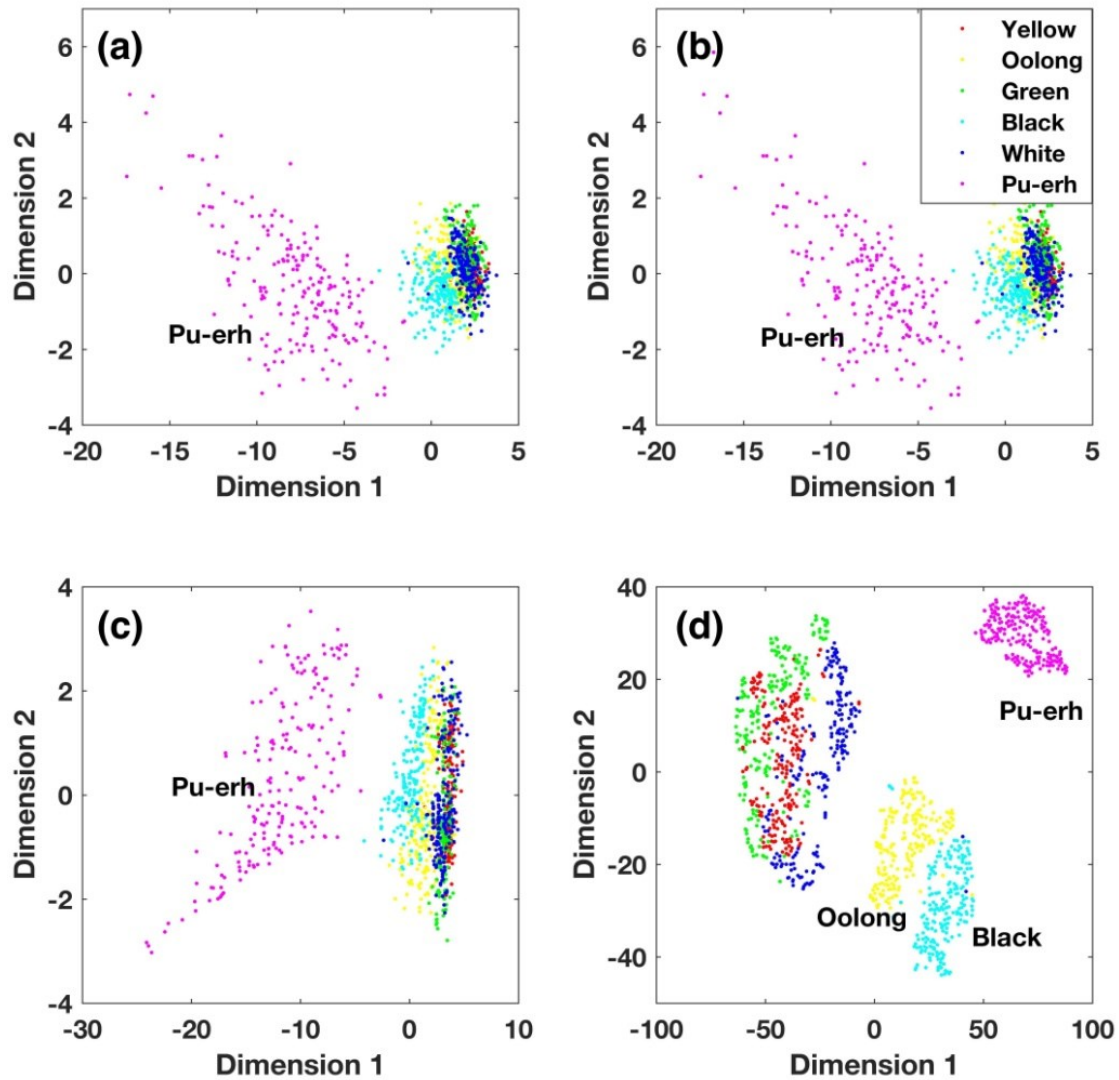 (a)
6
4
2
0
-2
-4
Dimension 2
Pu-erh
-20 -15 -10 -5 0 5
Dimension 1
(b)
6
4
2
0
-2
-4
Dimension 2
Yellow
Oolong
Green
Black
White
Pu-erh
Pu-erh
-20 -15 -10 -5 0 5
Dimension 1
(c)
4
2
0
-2
-4
Dimension 2
Pu-erh
-30 -20 -10 0 10
Dimension 1
(d)
40
20
0
-20
-40
Dimension 2
Pu-erh
Oolong
Black
-100 -50 0 50 100
Dimension 1